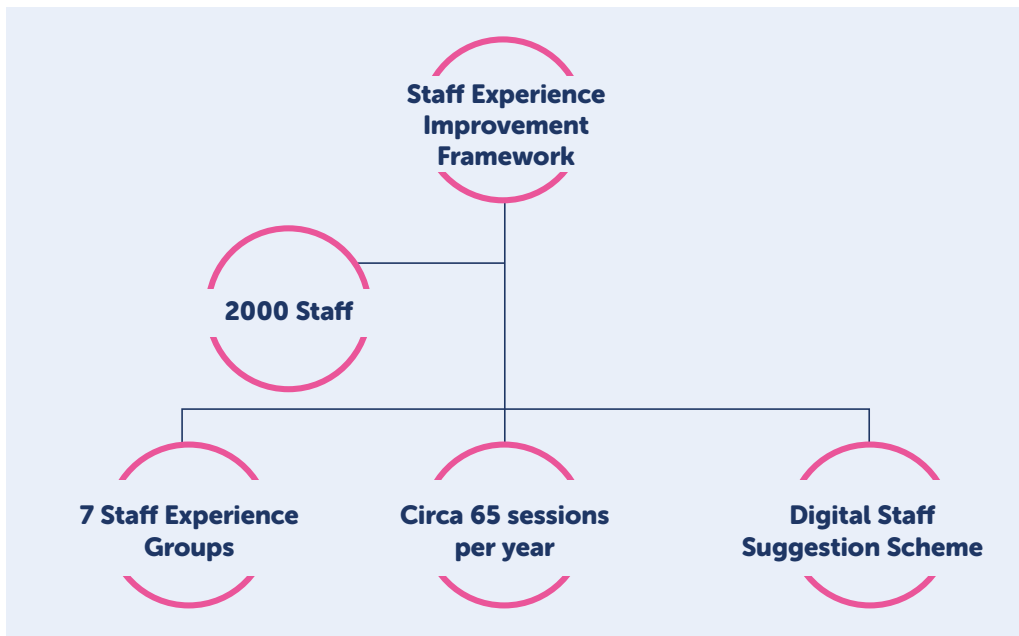 Staff Experience
Improvement
Framework
2000 Staff
7 Staff Experience
Groups
Circa 65 sessions
per year
Digital Staff
Suggestion Scheme